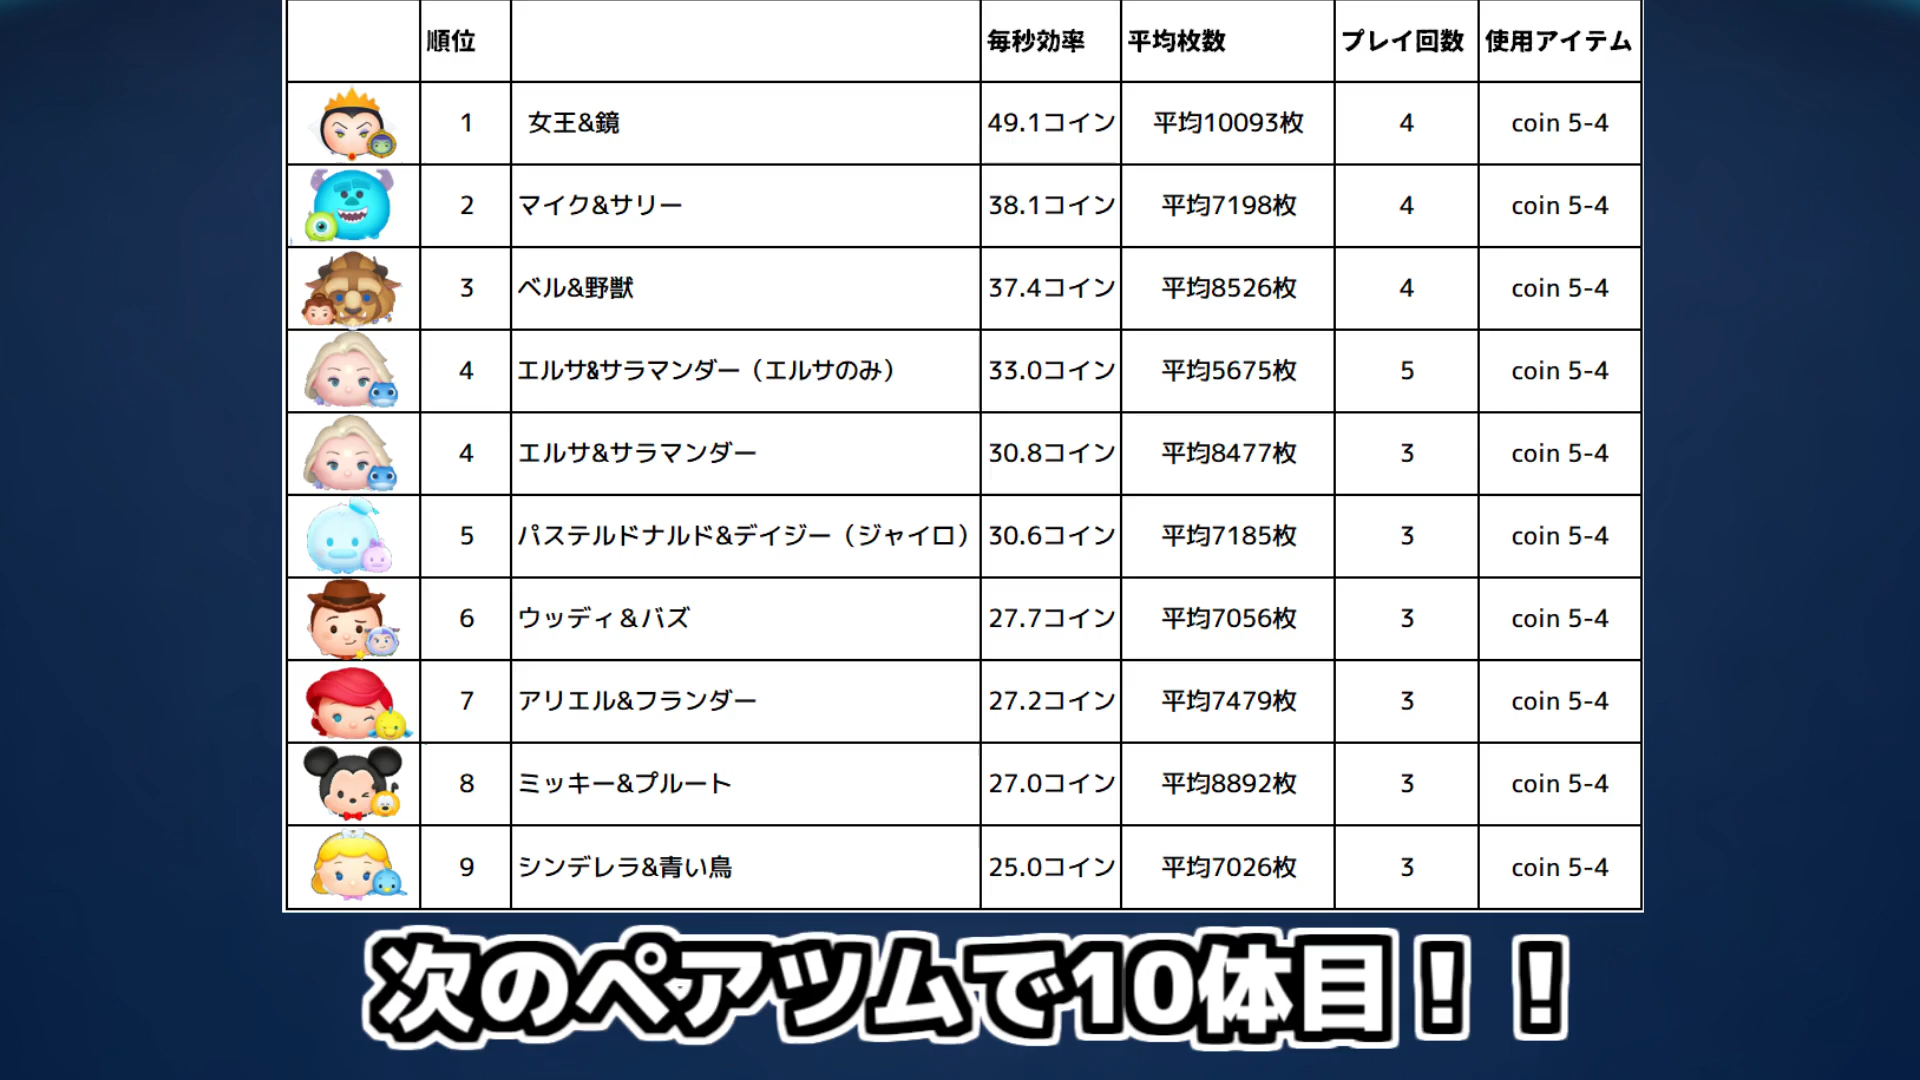 順位 毎秒効率 平均枚数 プレイ回数 使用アイテム
1 女王&鏡 49.1コイン 平均10093枚 4 coin 5-4
2 マイク&サリー 38.1コイン 平均7198枚 4 coin 5-4
3 ベル&野獣 37.4コイン 平均8526枚 4 coin 5-4
4 エルサ&サラマンダー（エルサのみ） 33.0コイン 平均5675枚 5 coin 5-4
4 エルサ&サラマンダー 30.8コイン 平均8477枚 3 coin 5-4
5 パステルドナルド&デイジー（ジャイロ） 30.6コイン 平均7185枚 3 coin 5-4
6 ウッディ＆バズ 27.7コイン 平均7056枚 3 coin 5-4
7 アリエル&フランダー 27.2コイン 平均7479枚 3 coin 5-4
8 ミッキー&プルート 27.0コイン 平均8892枚 3 coin 5-4
9 シンデレラ&青い鳥 25.0コイン 平均7026枚 3 coin 5-4
次のペアツムで10体目！！